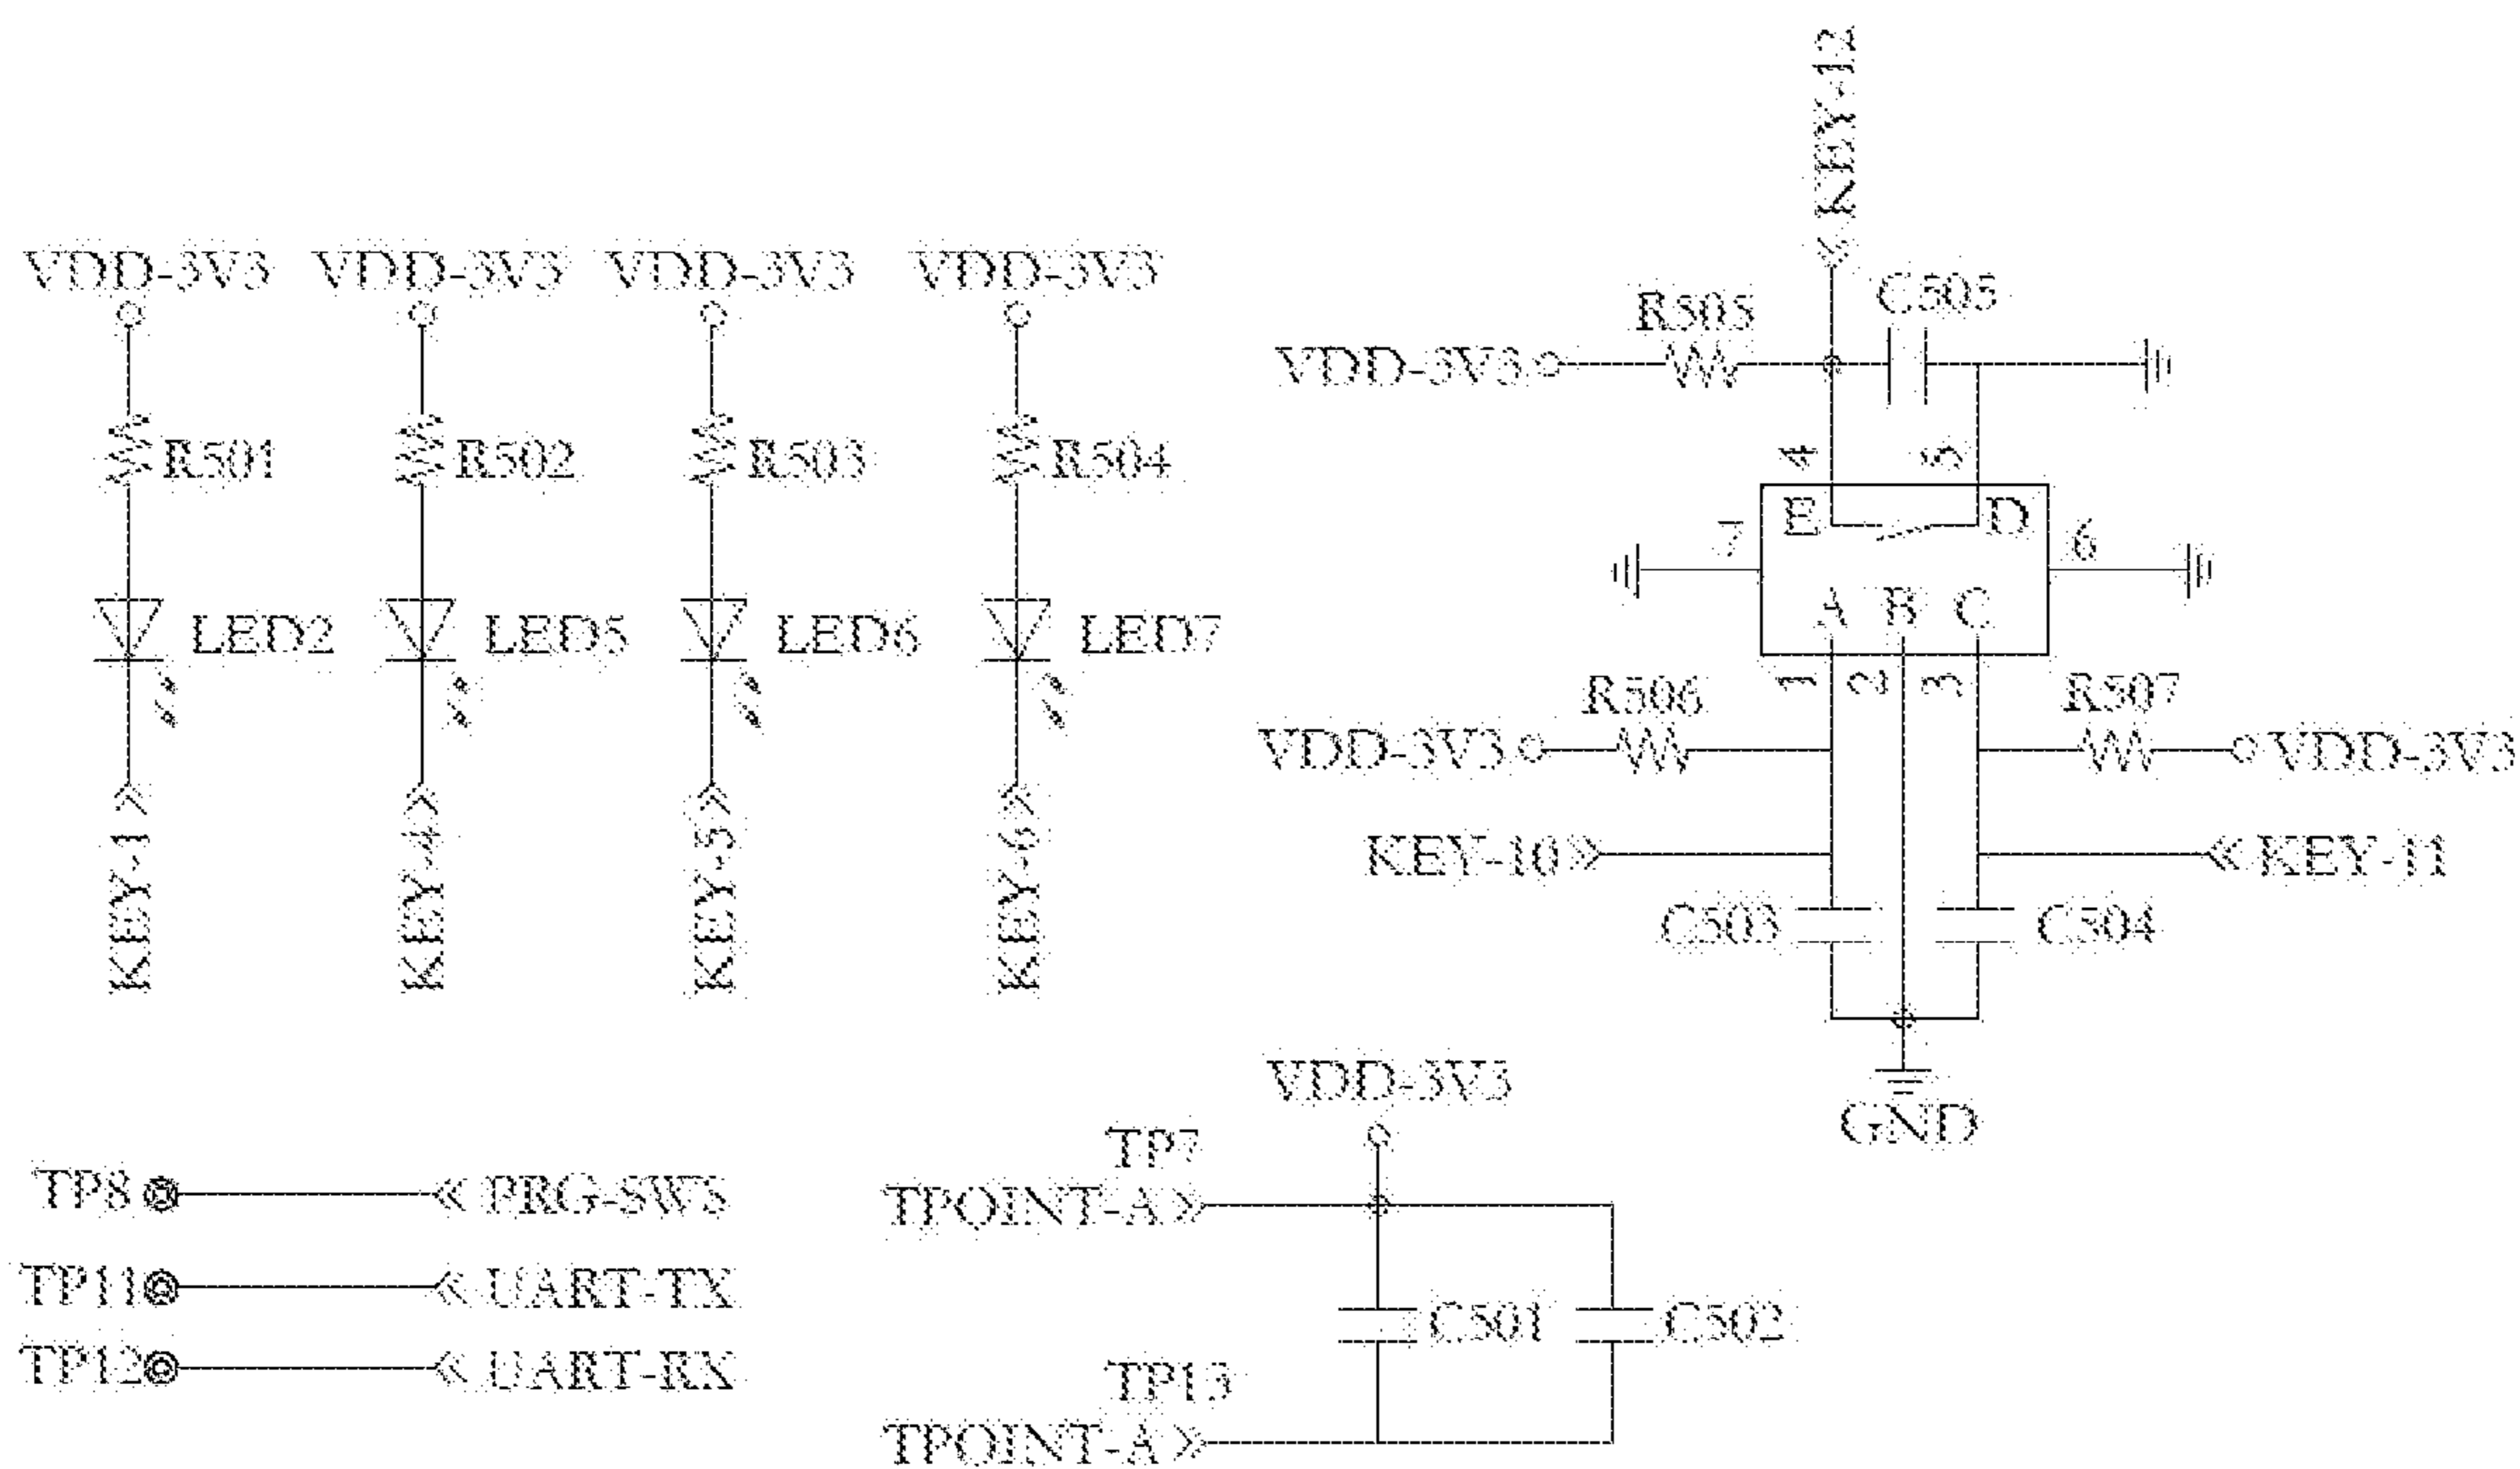 KEY-12
VDD-3V3 VDD-3V3 VDD-3V3 VDD-3V3
C505
R505
VDD-3V3
R501 R502 R503 R504
4 5
E D
7 6
A B C
LED2 LED5 LED6 LED7
1 2 3
R506 R507
VDD-3V3 VDD-3V3
KEY-1 KEY-4 KEY-5 KEY-6
KEY-10 KEY-11
C503 C504
GND
VDD-3V3
TP7
TP8 PRG-SWS
TPOINT-A
TP11 UART-TX
C501 C502
TP12 UART-RX
TP13
TPOINT-A